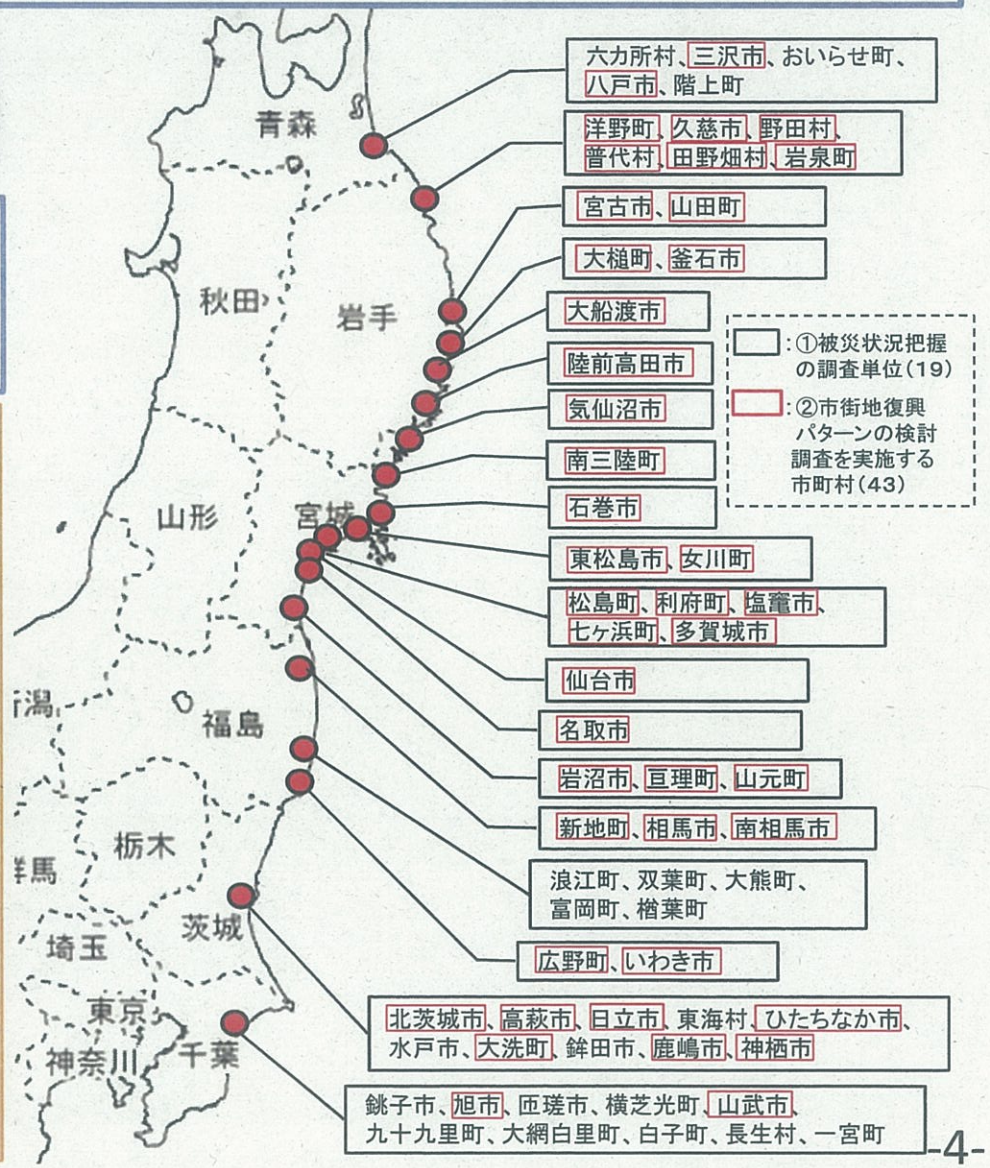 青森
秋田
岩手
山形
宮城
福島
栃木
茨城
埼玉
東京
神奈川
千葉
六カ所村、三沢市、おいらせ町、
八戸市、階上町
洋野町、久慈市、野田村、
普代村、田野畑村、岩泉町
宮古市、山田町
大槌町、釜石市
大船渡市
陸前高田市
気仙沼市
南三陸町
石巻市
東松島市、女川町
松島町、利府町、塩竈市、
七ヶ浜町、多賀城市
仙台市
名取市
岩沼市、亘理町、山元町
新地町、相馬市、南相馬市
浪江町、双葉町、大熊町、
富岡町、楢葉町
広野町、いわき市
北茨城市、高萩市、日立市、東海村、ひたちなか市、
水戸市、大洗町、鉾田市、鹿嶋市、神栖市
銚子市、旭市、匝瑳市、横芝光町、山武市、
九十九里町、大網白里町、白子町、長生村、一宮町
：①被災状況把握
の調査単位（19）
：②市街地復興
パターンの検討
調査を実施する
市町村（43）
-4-